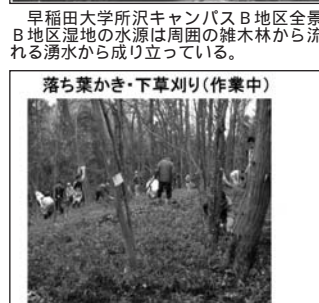 早稲田大学所沢キャンパスB地区全景
B地区湿地の水源は周囲の雑木林から流
れる湧水から成り立っている。
落ち葉かき・下草刈り(作業中)